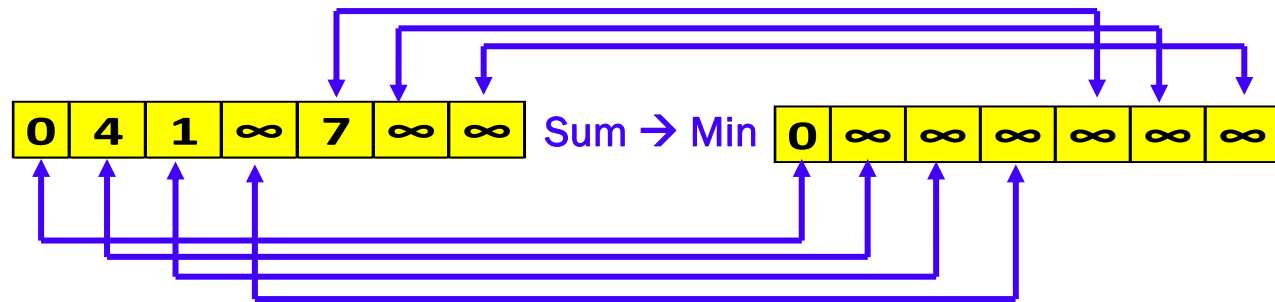 0 4 1 ∞ 7 ∞ ∞ Sum → Min 0 ∞ ∞ ∞ ∞ ∞ ∞